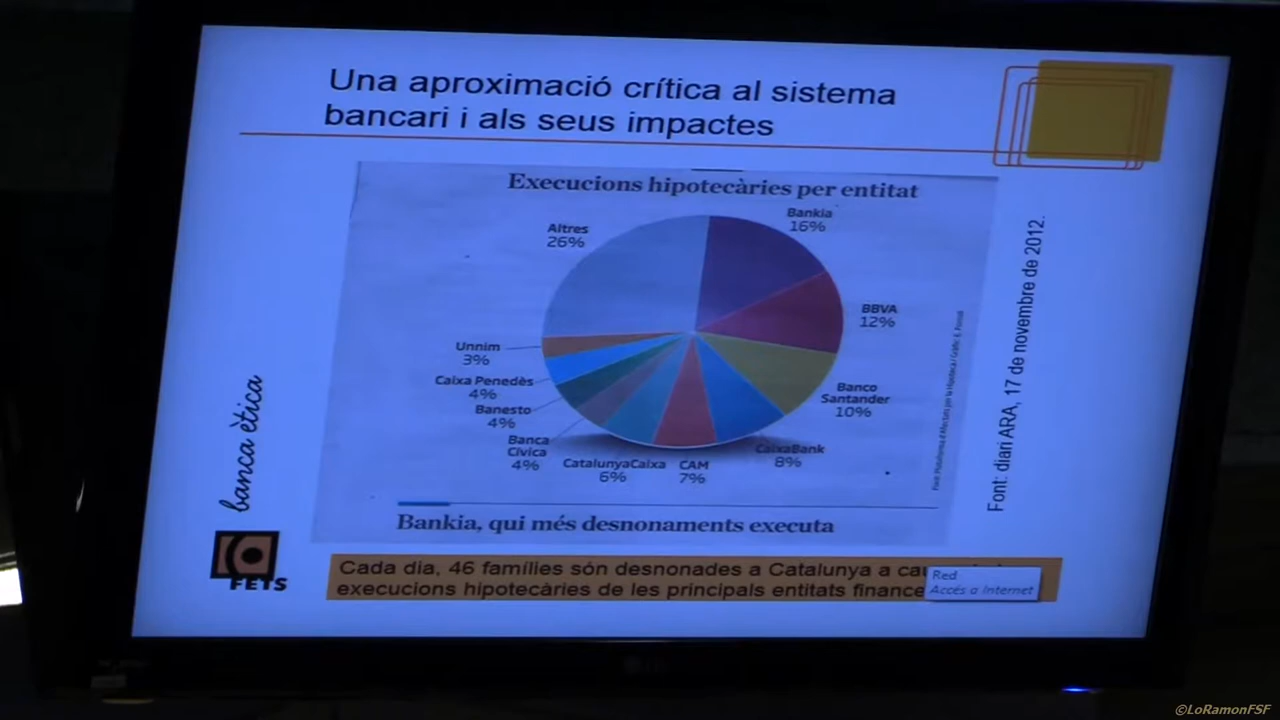 Una aproximació crítica al sistema
bancari i als seus impactes
Execucions hipotecàries per entitat
Bankia
16%
BBVA
12%
Banco
Santander
10%
CaixaBank
8%
CAM
7%
CatalunyaCaixa
6%
Banca
Cívica
4%
Banesto
4%
Caixa Penedès
4%
Unnim
3%
Altres
26%
Bankia, qui més desnonaments executa
Font: diari ARA, 17 de novembre de 2012.
banca ètica
FETS
Cada dia, 46 famílies són desnonades a Catalunya a
execucions hipotecàries de les principals entitats
Red
Accés a Internet
LG
©LoRamonFSF